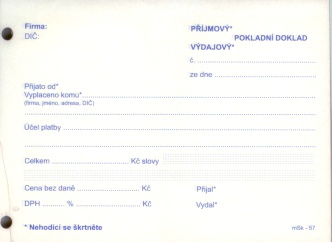 Firma:
DIČ:
PŘÍJMOVÝ*
POKLADNÍ DOKLAD
VÝDAJOVÝ*
č. ........................................
ze dne ........................................
Přijato od*
Vyplaceno komu*........................................
(firma, jméno, adresa, DIČ)
................................................................................
Účel platby ........................................
................................................................................
Celkem ........................ Kč slovy
Cena bez daně .................... Kč Přijal*
DPH ......... % .................... Kč Vydal*
* Nehodící se škrtněte
mSk - 97